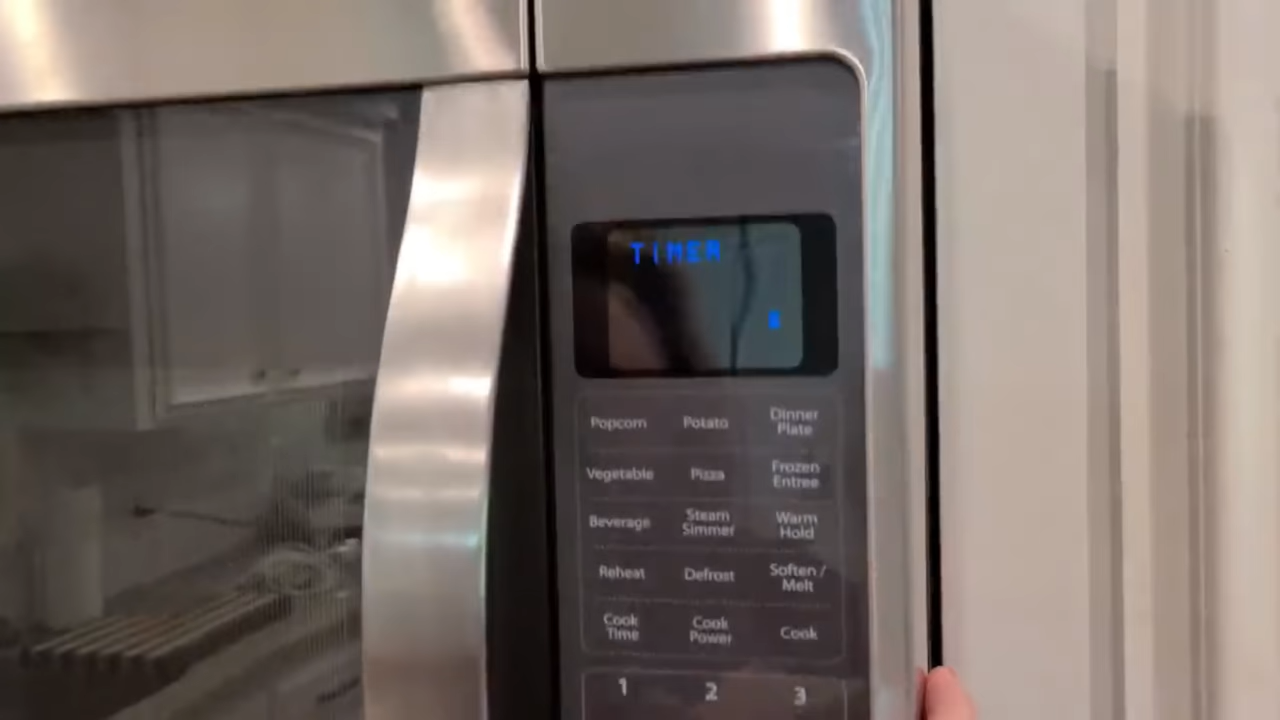 TIMER
Popcorn Potato Dinner Plate
Vegetable Pizza Frozen Entree
Beverage Steam Simmer Warm Hold
Reheat Defrost Soften / Melt
Cook Time Cook Power Cook
1 2 3